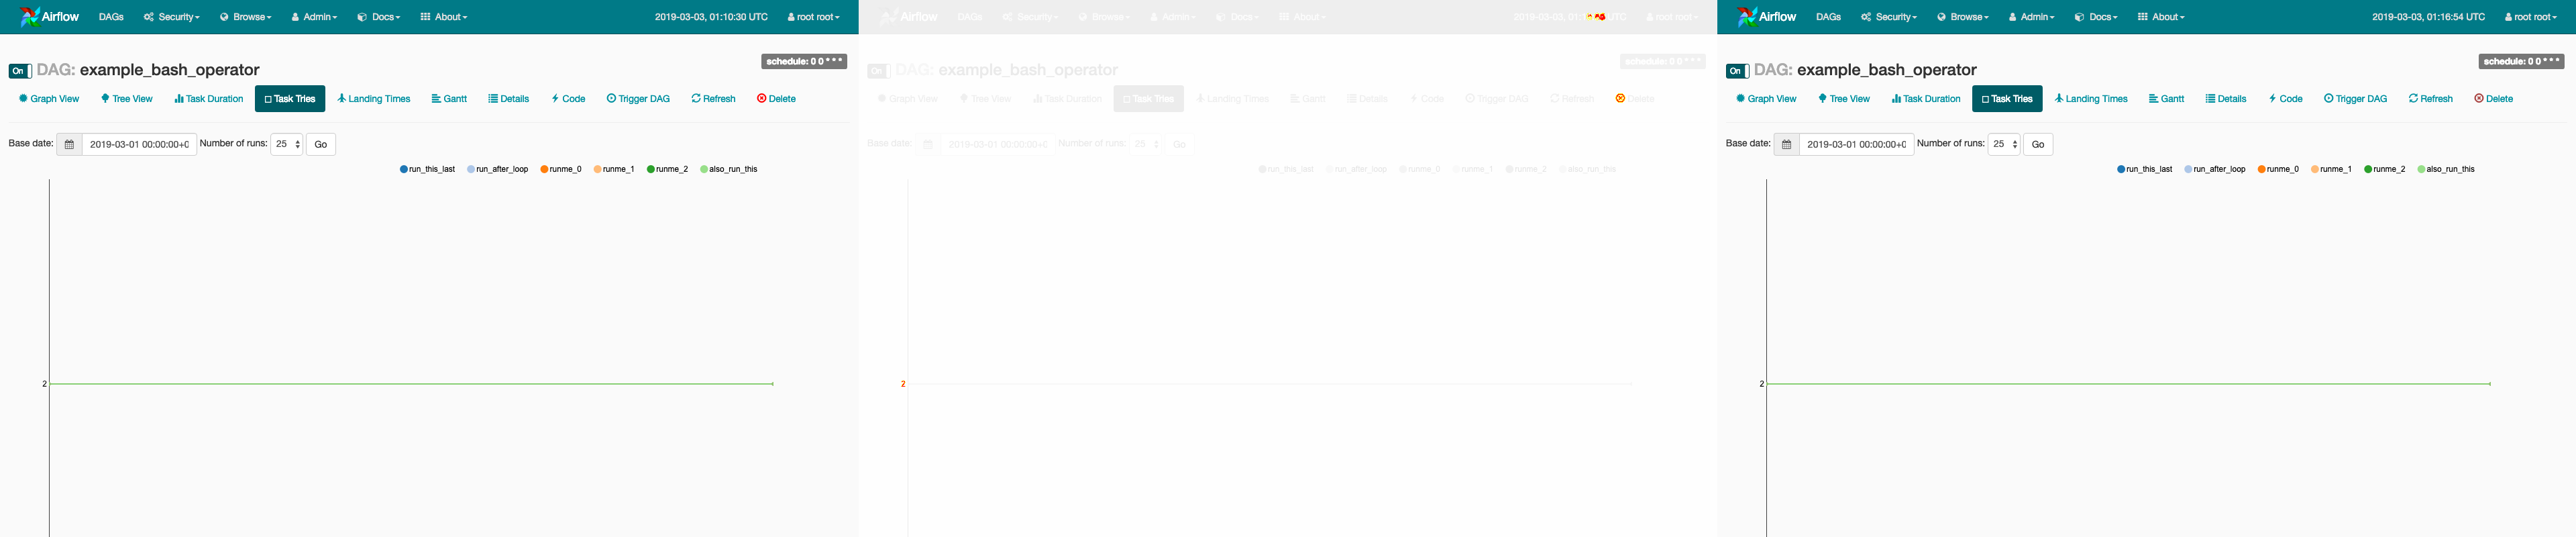 Airflow DAGs Security Browse Admin Docs About 2019-03-03, 01:10:30 UTC root root
schedule: 0 0 * * *
On DAG: example_bash_operator
Graph View Tree View Task Duration Task Tries Landing Times Gantt Details Code Trigger DAG Refresh Delete
Base date: 2019-03-01 00:00:00+0 Number of runs: 25 Go
run_this_last run_after_loop runme_0 runme_1 runme_2 also_run_this
2
Airflow DAGs Security Browse Admin Docs About 2019-03-03, UTC root root
schedule: 0 0 * * *
On DAG: example_bash_operator
Graph View Tree View Task Duration Task Tries Landing Times Gantt Details Code Trigger DAG Refresh Delete
Base date: 2019-03-01 00:00:00+0 Number of runs: 25 Go
run_this_last run_after_loop runme_0 runme_1 runme_2 also_run_this
2
Airflow DAGs Security Browse Admin Docs About 2019-03-03, 01:16:54 UTC root root
schedule: 0 0 * * *
On DAG: example_bash_operator
Graph View Tree View Task Duration Task Tries Landing Times Gantt Details Code Trigger DAG Refresh Delete
Base date: 2019-03-01 00:00:00+0 Number of runs: 25 Go
run_this_last run_after_loop runme_0 runme_1 runme_2 also_run_this
2